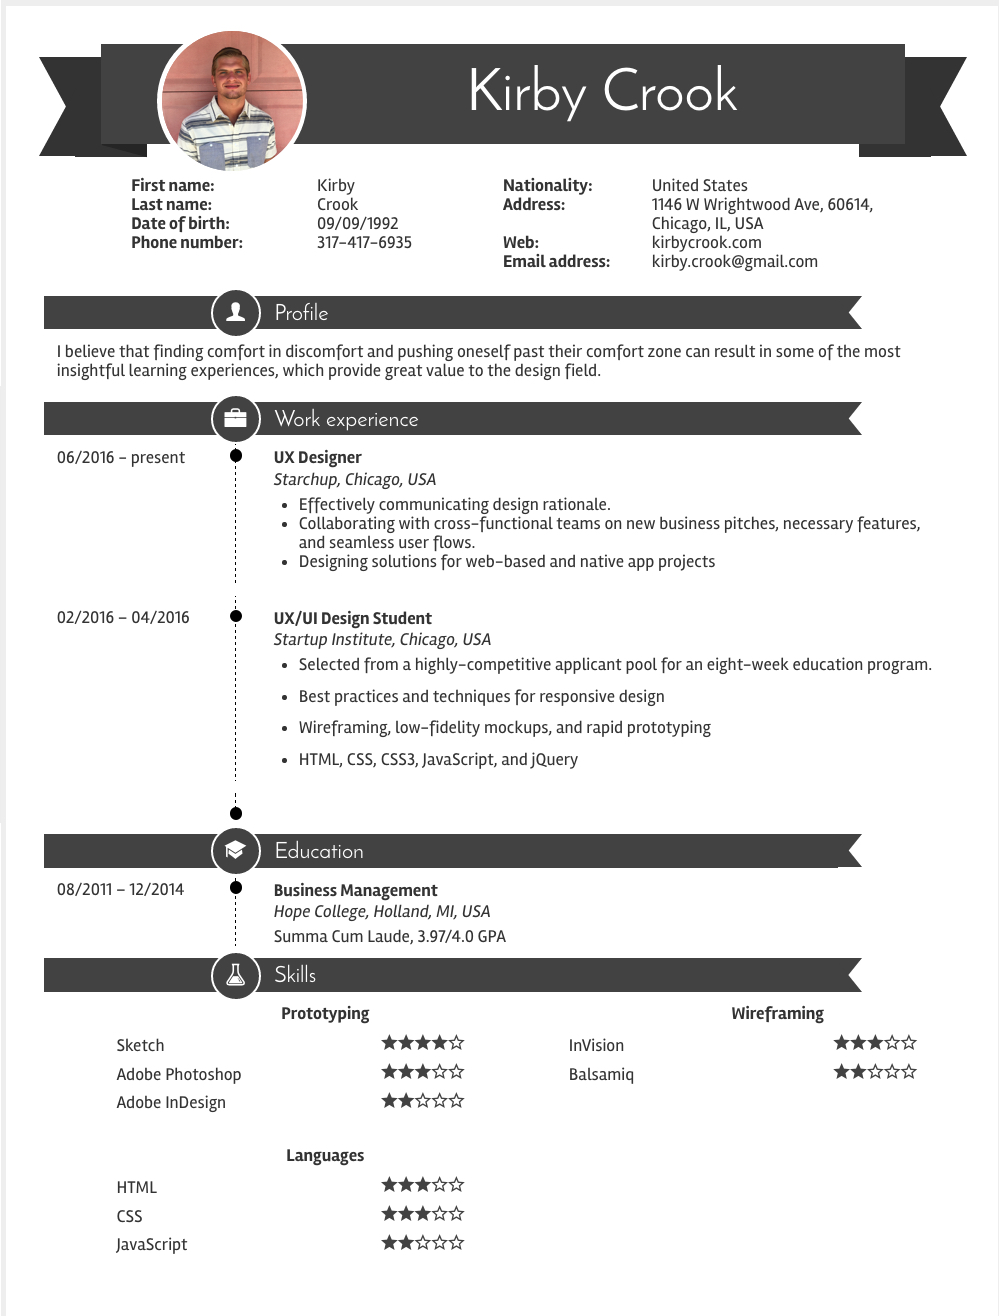 Kirby Crook
First name: Kirby
Last name: Crook
Date of birth: 09/09/1992
Phone number: 317-417-6935
Nationality: United States
Address: 1146 W Wrightwood Ave, 60614,
Chicago, IL, USA
Web: kirbycrook.com
Email address: kirby.crook@gmail.com
Profile
I believe that finding comfort in discomfort and pushing oneself past their comfort zone can result in some of the most
insightful learning experiences, which provide great value to the design field.
Work experience
06/2016 – present
UX Designer
Starchup, Chicago, USA
• Effectively communicating design rationale.
• Collaborating with cross-functional teams on new business pitches, necessary features,
and seamless user flows.
• Designing solutions for web-based and native app projects
02/2016 – 04/2016
UX/UI Design Student
Startup Institute, Chicago, USA
• Selected from a highly-competitive applicant pool for an eight-week education program.
• Best practices and techniques for responsive design
• Wireframing, low-fidelity mockups, and rapid prototyping
• HTML, CSS, CSS3, JavaScript, and jQuery
Education
08/2011 – 12/2014
Business Management
Hope College, Holland, MI, USA
Summa Cum Laude, 3.97/4.0 GPA
Skills
Prototyping
Sketch ★★★★☆
Adobe Photoshop ★★★☆☆
Adobe InDesign ★★☆☆☆
Wireframing
InVision ★★★☆☆
Balsamiq ★★☆☆☆
Languages
HTML ★★★☆☆
CSS ★★★☆☆
JavaScript ★★☆☆☆